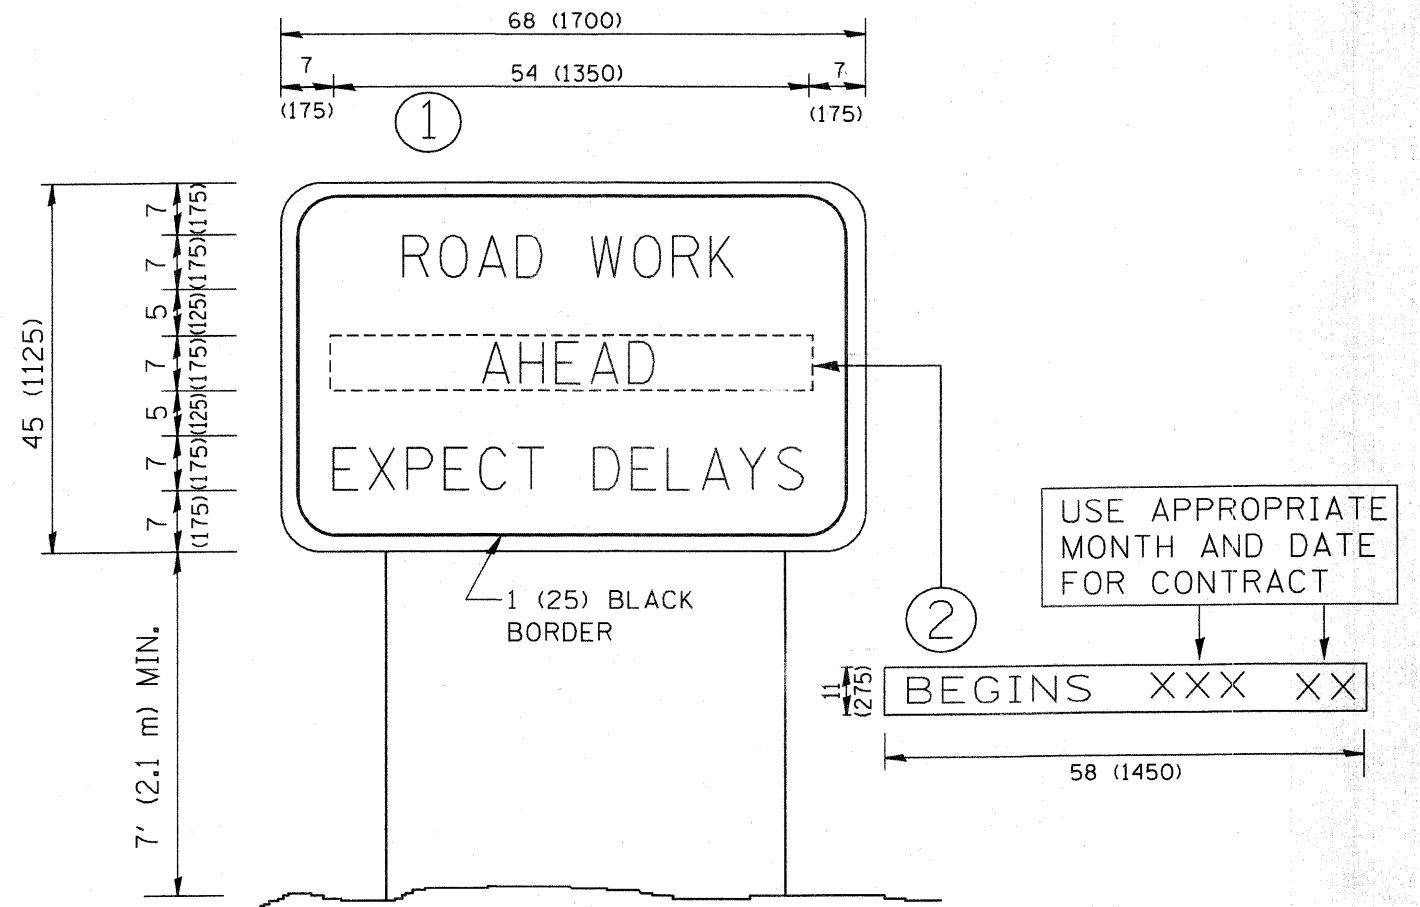 68 (1700)
7 54 (1350) 7
(175) (175)
1
45 (1125)
7 (175)
7 (175)
5 (125)
7 (175)
5 (125)
7 (175)
7 (175)
ROAD WORK
AHEAD
EXPECT DELAYS
1 (25) BLACK
BORDER
7' (2.1 m) MIN.
USE APPROPRIATE
MONTH AND DATE
FOR CONTRACT
2
11
(275)
BEGINS XXX XX
58 (1450)